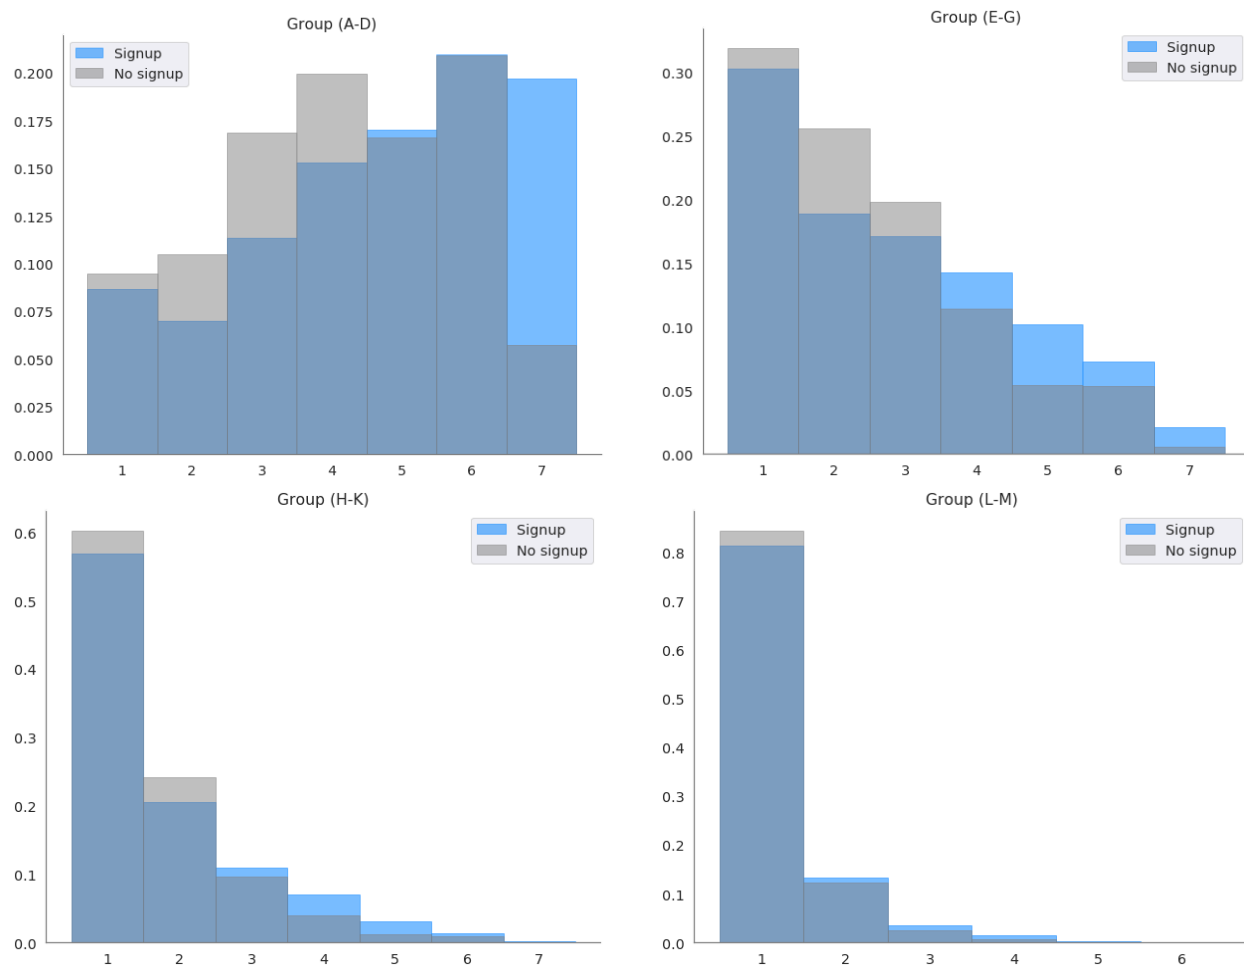 Group (A-D)
Signup
No signup
0.200
0.175
0.150
0.125
0.100
0.075
0.050
0.025
0.000
1 2 3 4 5 6 7
Group (E-G)
Signup
No signup
0.30
0.25
0.20
0.15
0.10
0.05
0.00
1 2 3 4 5 6 7
Group (H-K)
Signup
No signup
0.6
0.5
0.4
0.3
0.2
0.1
0.0
1 2 3 4 5 6 7
Group (L-M)
Signup
No signup
0.8
0.7
0.6
0.5
0.4
0.3
0.2
0.1
0.0
1 2 3 4 5 6